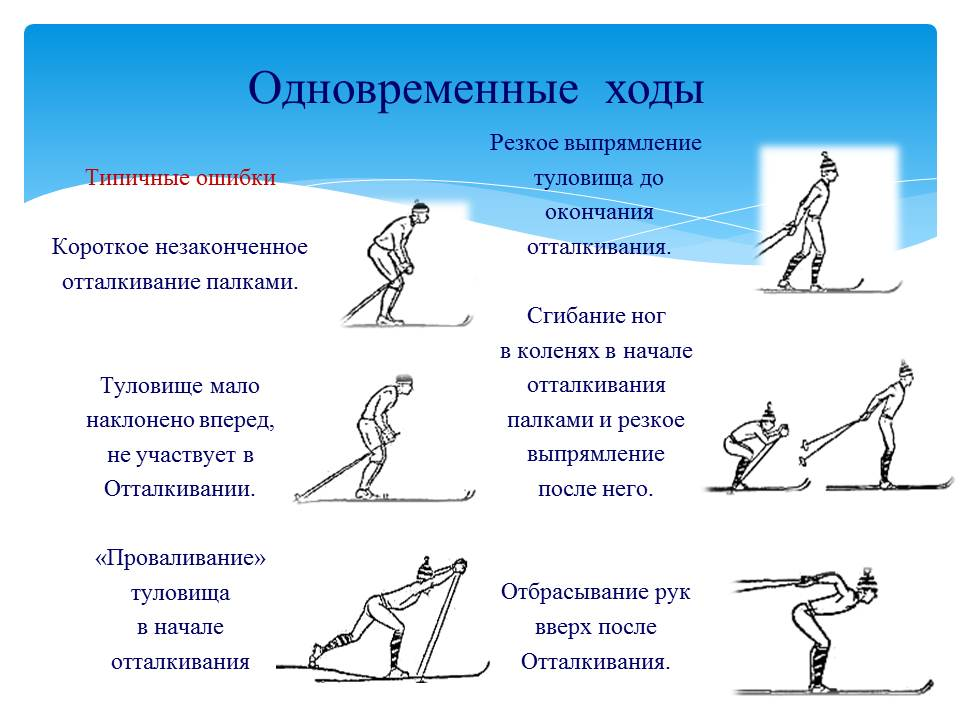 Одновременные ходы
Типичные ошибки
Короткое незаконченное
отталкивание палками.
Туловище мало
наклонено вперед,
не участвует в
Отталкивании.
«Проваливание»
туловища
в начале
отталкивания
Резкое выпрямление
туловища до
окончания
отталкивания.
Сгибание ног
в коленях в начале
отталкивания
палками и резкое
выпрямление
после него.
Отбрасывание рук
вверх после
Отталкивания.